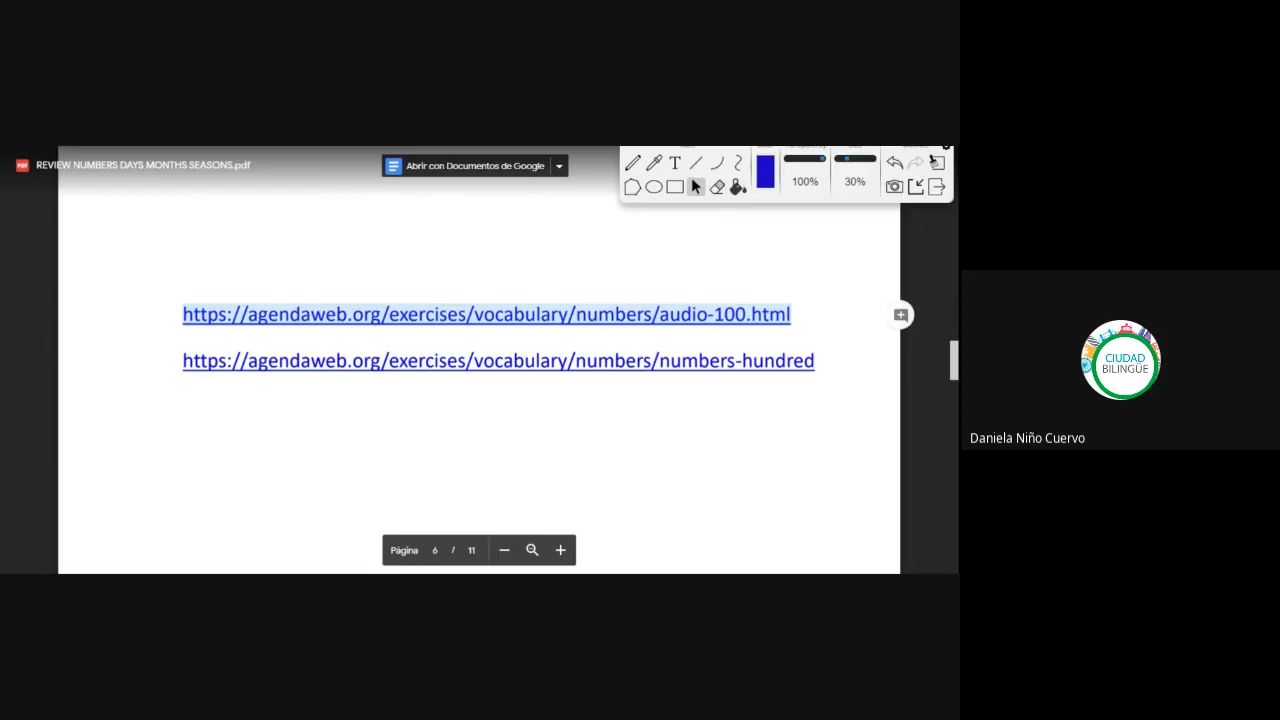 REVIEW NUMBERS DAYS MONTHS SEASONS.pdf
Abrir con Documentos de Google
T
100%
30%
https://agendaweb.org/exercises/vocabulary/numbers/audio-100.html
https://agendaweb.org/exercises/vocabulary/numbers/numbers-hundred
CIUDAD
BILINGÜE
Daniela Niño Cuervo
Página 6 / 11